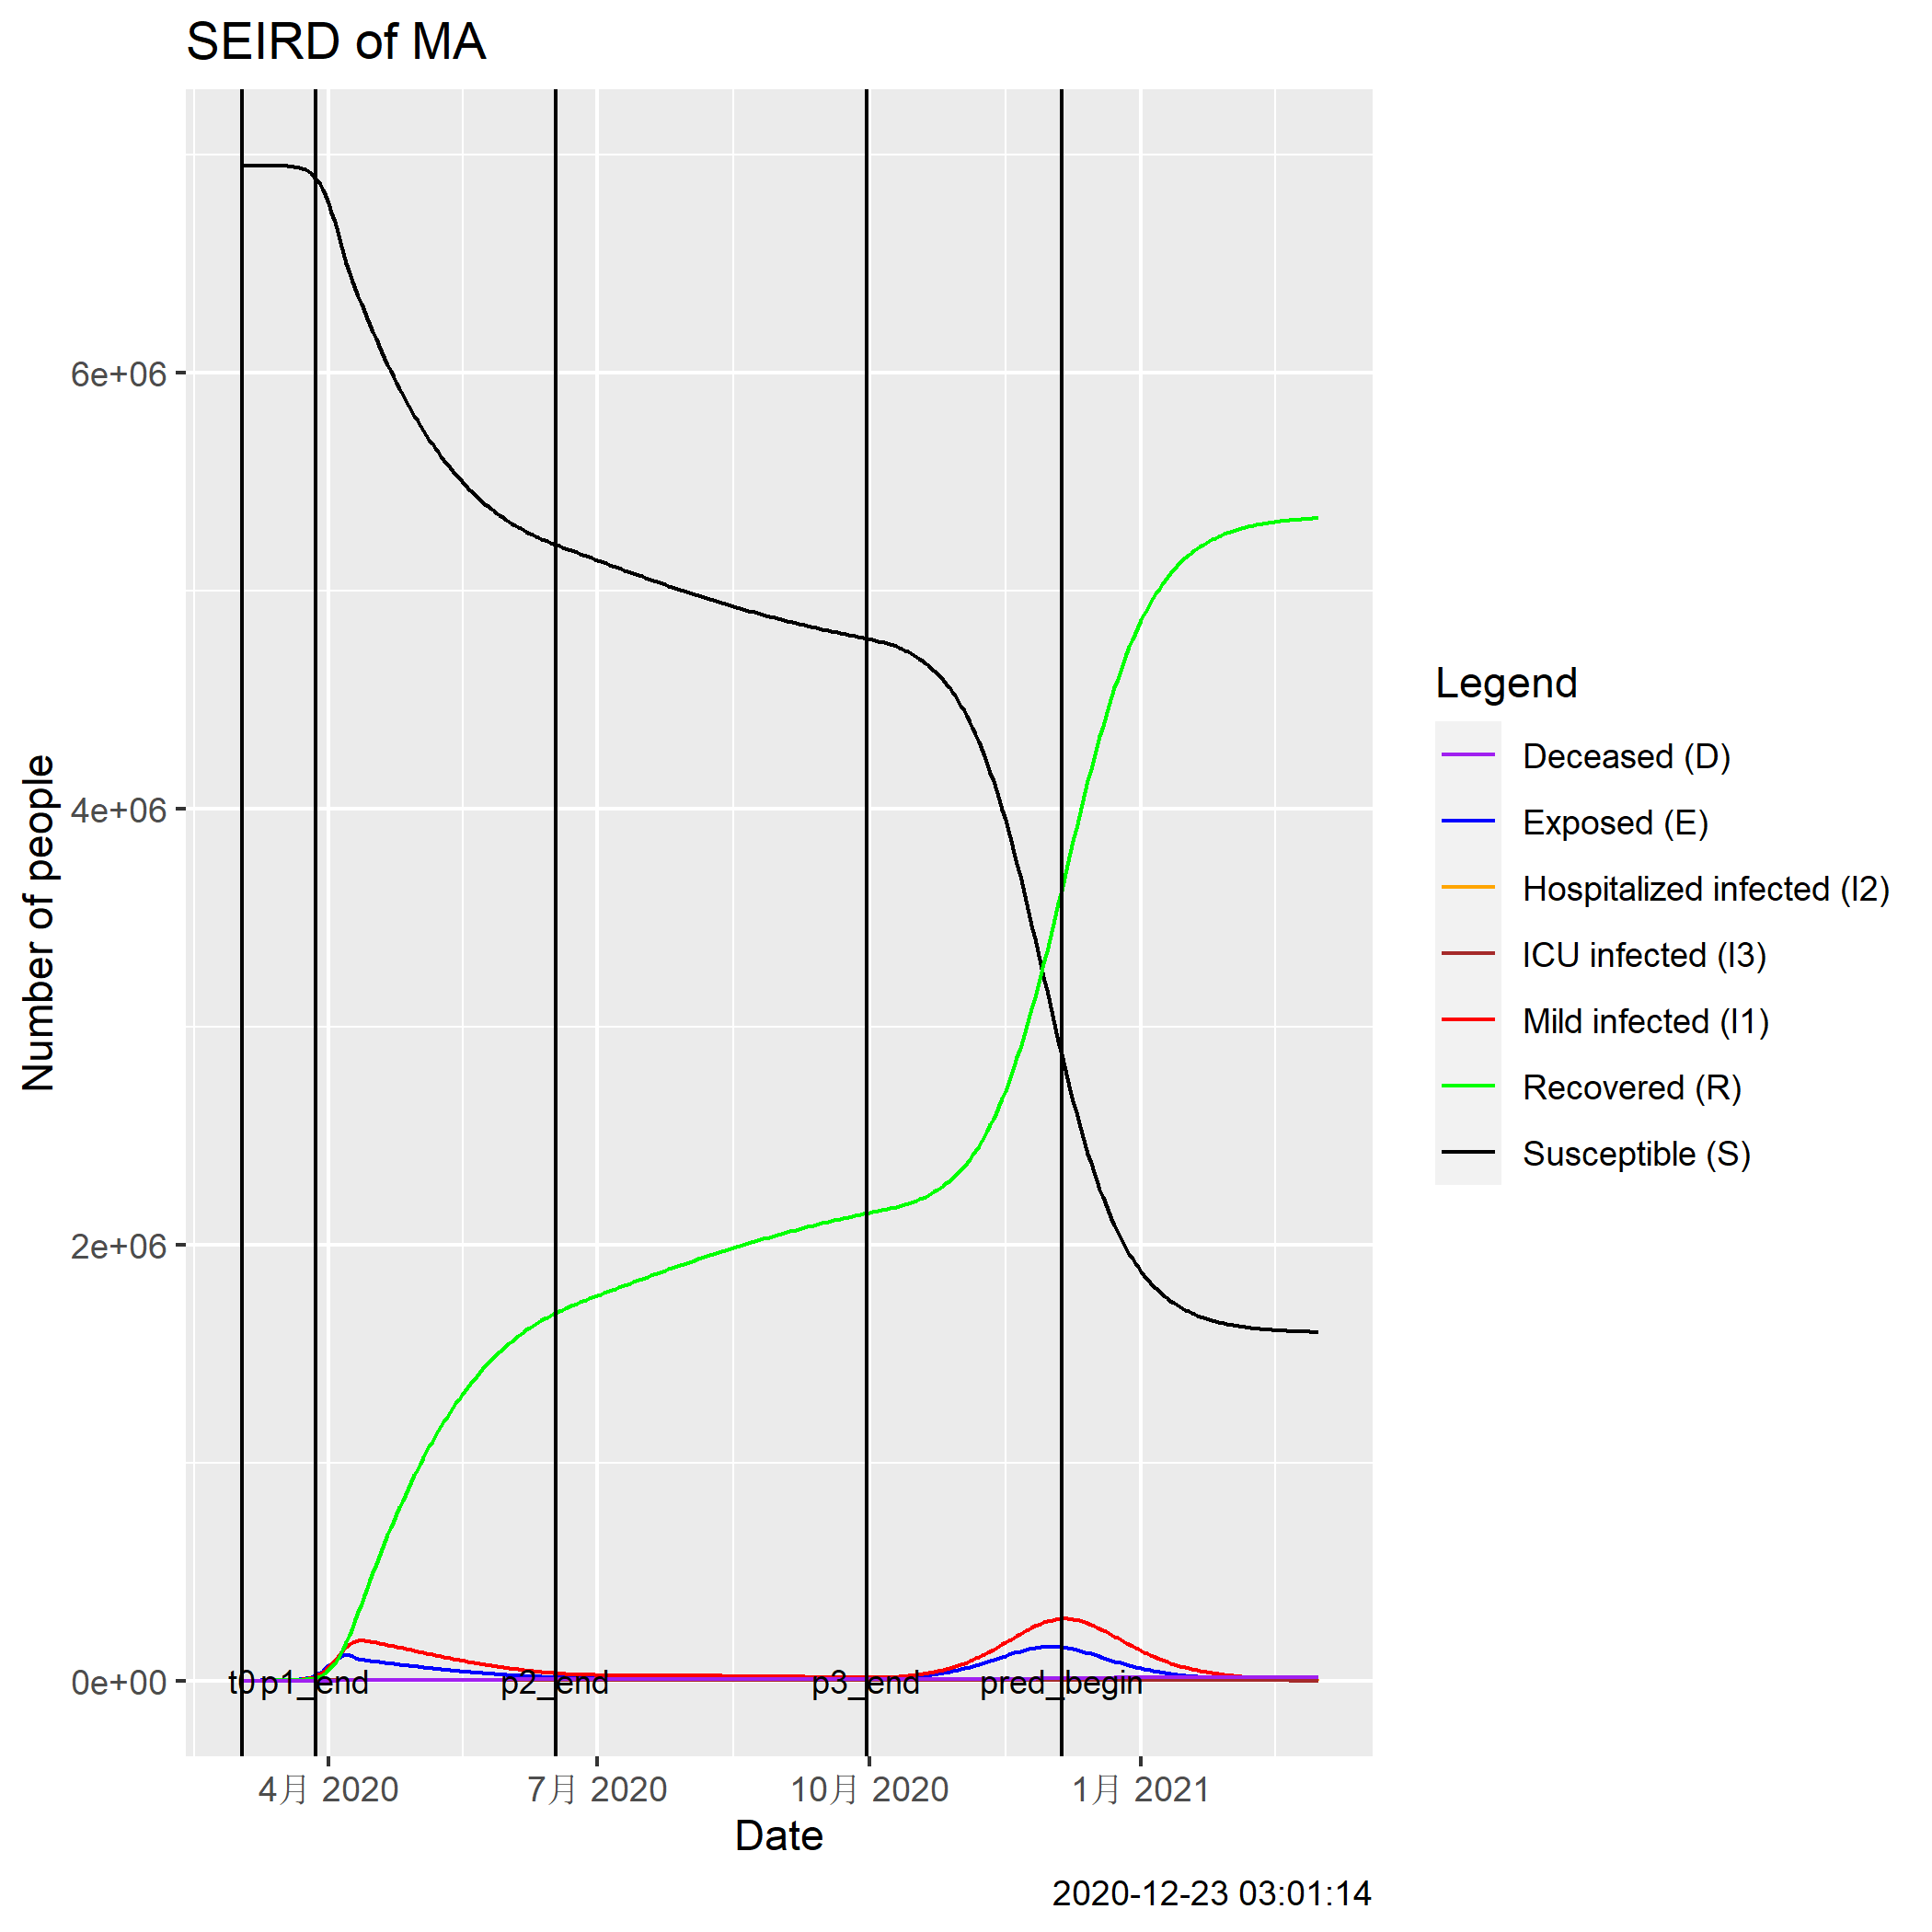 SEIRD of MA
Number of people
6e+06
4e+06
2e+06
0e+00
t0
p1_end
p2_end
p3_end
pred_begin
4月 2020
7月 2020
10月 2020
1月 2021
Date
Legend
Deceased (D)
Exposed (E)
Hospitalized infected (I2)
ICU infected (I3)
Mild infected (I1)
Recovered (R)
Susceptible (S)
2020-12-23 03:01:14